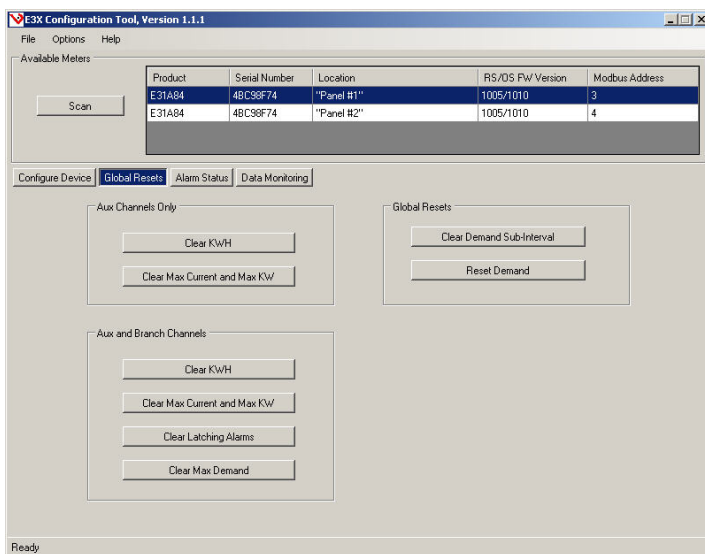 E3X Configuration Tool, Version 1.1.1
File Options Help
Available Meters
Scan
Product Serial Number Location RS/OS FW Version Modbus Address
E31A84 4BC98F74 "Panel #1" 1005/1010 3
E31A84 4BC98F74 "Panel #2" 1005/1010 4
Configure Device Global Resets Alarm Status Data Monitoring
Aux Channels Only
Clear KWH
Clear Max Current and Max KW
Global Resets
Clear Demand Sub-Interval
Reset Demand
Aux and Branch Channels
Clear KWH
Clear Max Current and Max KW
Clear Latching Alarms
Clear Max Demand
Ready